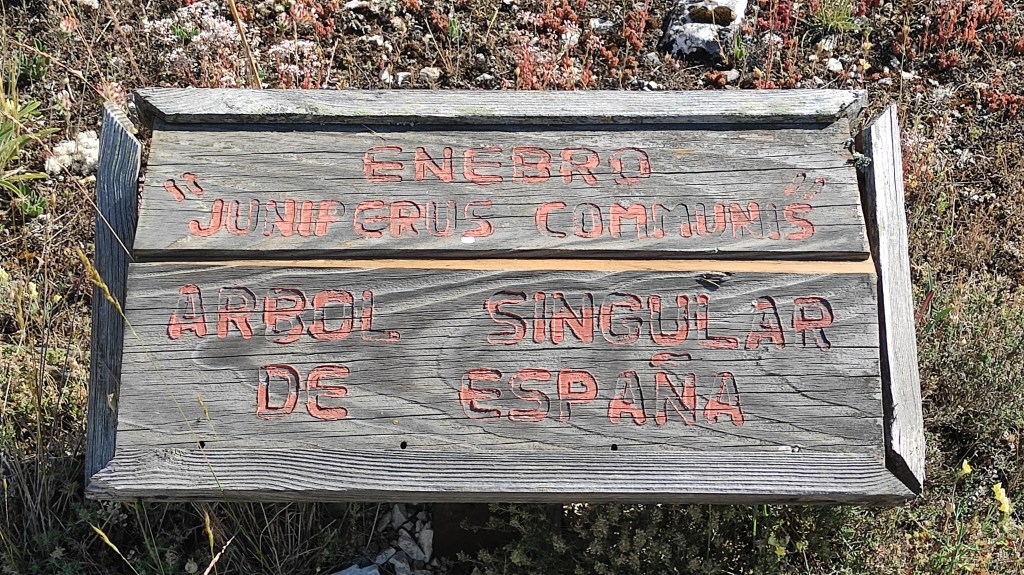 ENEBRO
"JUNIPERUS COMMUNIS"
ARBOL SINGULAR
DE ESPAÑA